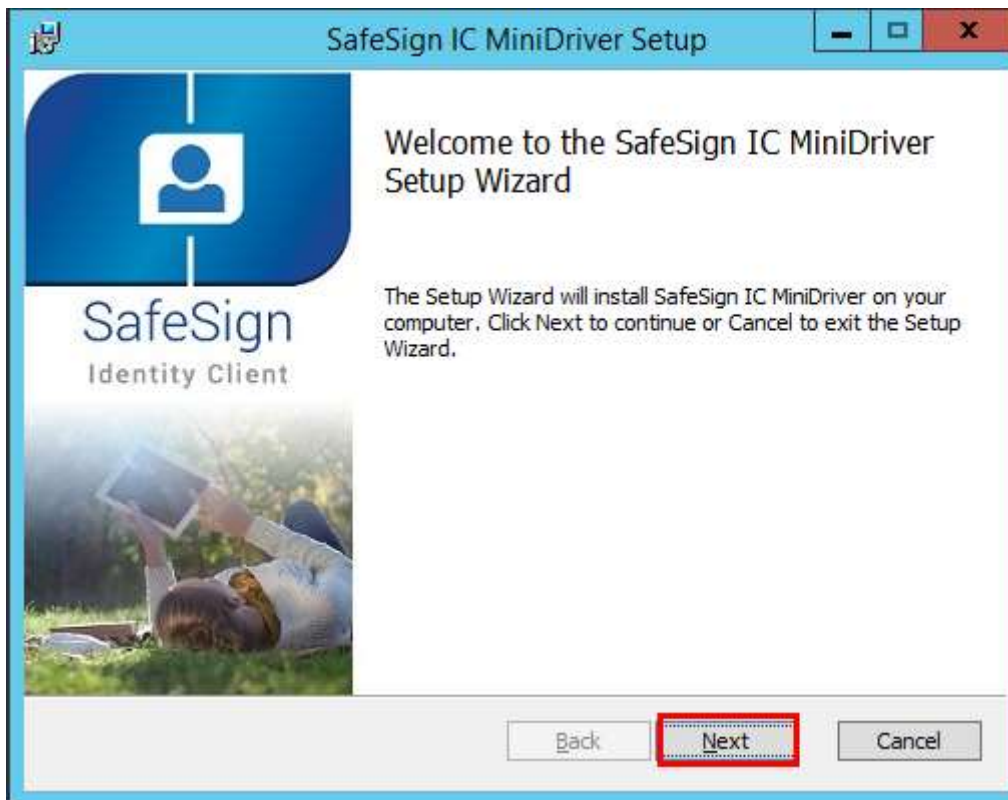 SafeSign IC MiniDriver Setup
Welcome to the SafeSign IC MiniDriver
Setup Wizard
The Setup Wizard will install SafeSign IC MiniDriver on your
computer. Click Next to continue or Cancel to exit the Setup
Wizard.
SafeSign
Identity Client
Back
Next
Cancel